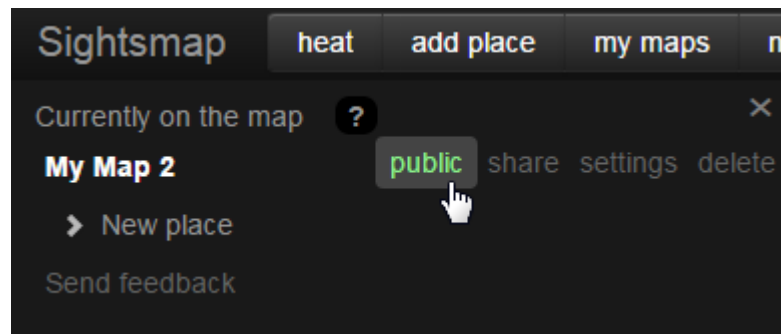 Sightsmap heat add place my maps
Currently on the map ? ×
My Map 2 public share settings delete
New place
Send feedback